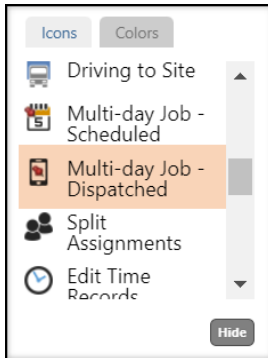 Icons Colors
Driving to Site
Multi-day Job -
Scheduled
5
Multi-day Job -
Dispatched
Split
Assignments
Edit Time
Records
Hide